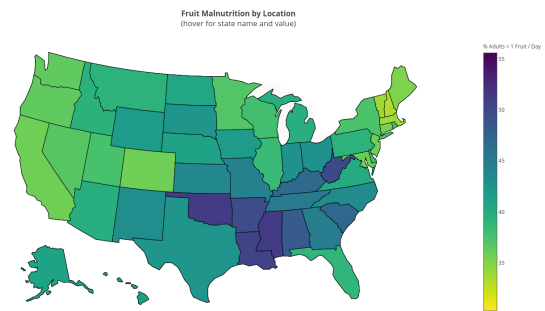 Fruit Malnutrition by Location
(hover for state name and value)
% Adults < 1 Fruit / Day
55
50
45
40
35